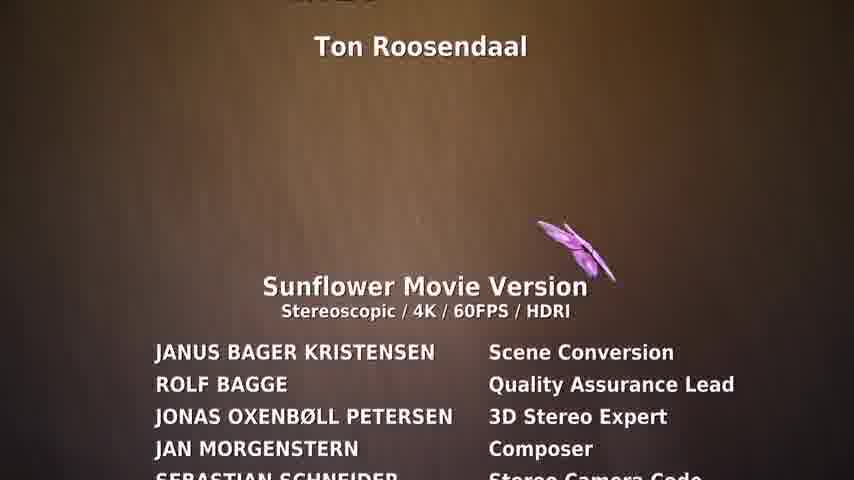 Ton Roosendaal
Sunflower Movie Version
Stereoscopic / 4K / 60FPS / HDRI
JANUS BAGER KRISTENSEN Scene Conversion
ROLF BAGGE Quality Assurance Lead
JONAS OXENBØLL PETERSEN 3D Stereo Expert
JAN MORGENSTERN Composer
SEBASTIAN SCHNEIDER Stereo Camera Code